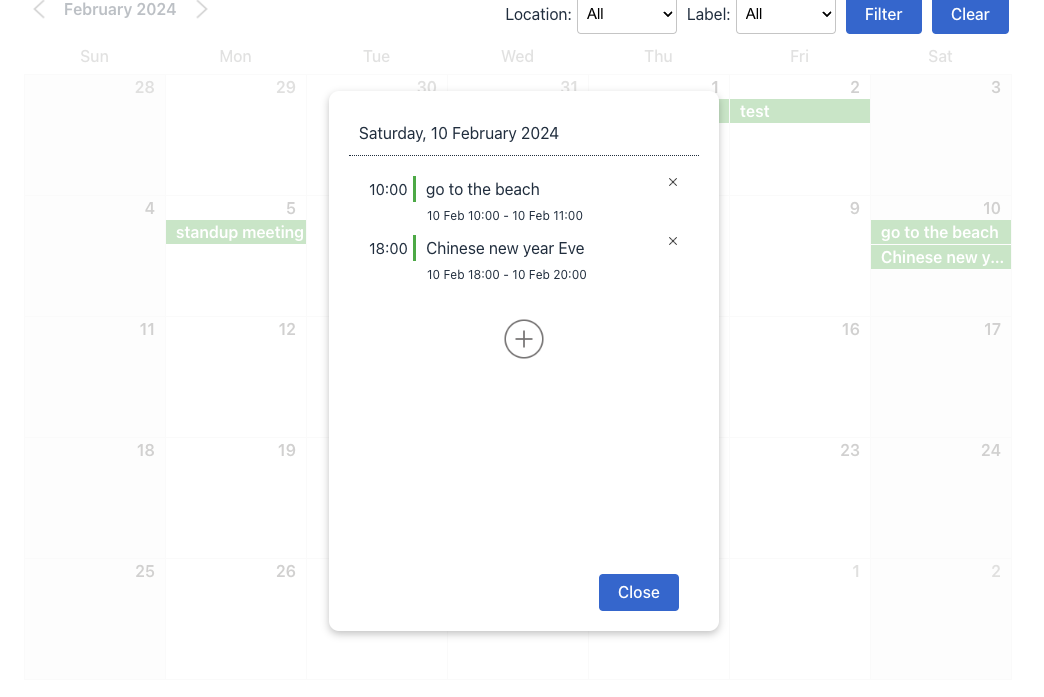 February 2024 Location: All Label: All Filter Clear
Sun Mon Tue Wed Thu Fri Sat
28 29 30 31 1 2 3
test
Saturday, 10 February 2024
10:00 go to the beach
10 Feb 10:00 - 10 Feb 11:00
18:00 Chinese new year Eve
10 Feb 18:00 - 10 Feb 20:00
Close
4 5 9 10
standup meeting go to the beach
Chinese new y...
11 12 16 17
18 19 23 24
25 26 1 2